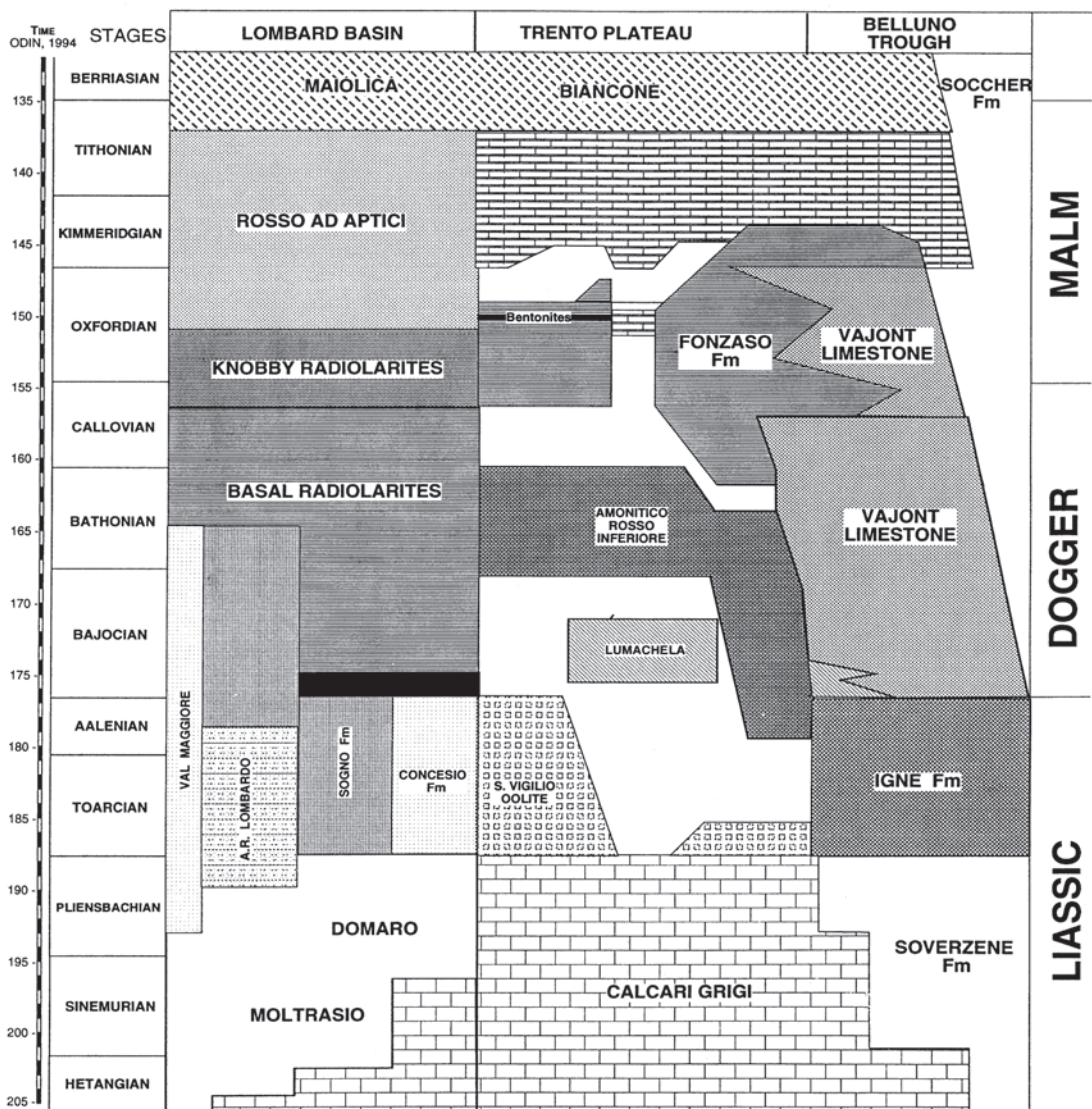 TIME
ODIN, 1994
STAGES
LOMBARD BASIN
TRENTO PLATEAU
BELLUNO
TROUGH
BERRIASIAN
MAIOLICA
BIANCONE
SOCCHER
Fm
135
TITHONIAN
140
MALM
ROSSO AD APTICI
KIMMERIDGIAN
145
OXFORDIAN
150
Bentonites
FONZASO
Fm
VAJONT
LIMESTONE
KNOBBY RADIOLARITES
155
CALLOVIAN
160
BASAL RADIOLARITES
BATHONIAN
165
AMONITICO
ROSSO
INFERIORE
VAJONT
LIMESTONE
DOGGER
170
BAJOCIAN
LUMACHELA
175
AALENIAN
VAL MAGGIORE
A.R. LOMBARDO
SOGNO Fm
CONCESIO
Fm
S. VIGILIO
OOLITE
IGNE Fm
180
TOARCIAN
185
190
PLIENSBACHIAN
DOMARO
SOVERZENE
Fm
LIASSIC
195
SINEMURIAN
MOLTRASIO
CALCARI GRIGI
200
HETANGIAN
205